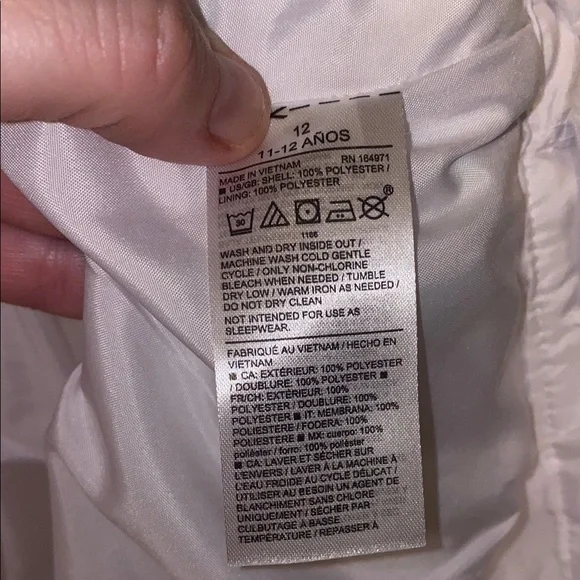 12
11-12 AÑOS
MADE IN VIETNAM RN 164971
■ US/GB: SHELL: 100% POLYESTER /
LINING: 100% POLYESTER
30
®
1166
WASH AND DRY INSIDE OUT /
MACHINE WASH COLD GENTLE
CYCLE / ONLY NON-CHLORINE
BLEACH WHEN NEEDED / TUMBLE
DRY LOW / WARM IRON AS NEEDED /
DO NOT DRY CLEAN
NOT INTENDED FOR USE AS
SLEEPWEAR.
FABRIQUÉ AU VIETNAM / HECHO EN
VIETNAM
■ CA: EXTÉRIEUR: 100% POLYESTER
/ DOUBLURE: 100% POLYESTER ■
FR/CH: EXTÉRIEUR: 100%
POLYESTER / DOUBLURE: 100%
POLYESTER ■ IT: MEMBRANA: 100%
POLIESTERE / FODERA: 100%
POLIESTERE ■ MX: cuerpo: 100%
poliéster / forro: 100% poliéster
■ CA: LAVER ET SÉCHER SUR
L'ENVERS / LAVER À LA MACHINE À
L'EAU FROIDE AU CYCLE DÉLICAT /
UTILISER AU BESOIN UN AGENT DE
BLANCHIMENT SANS CHLORE
UNIQUEMENT / SÉCHER PAR
CULBUTAGE À BASSE
TEMPÉRATURE / REPASSER À